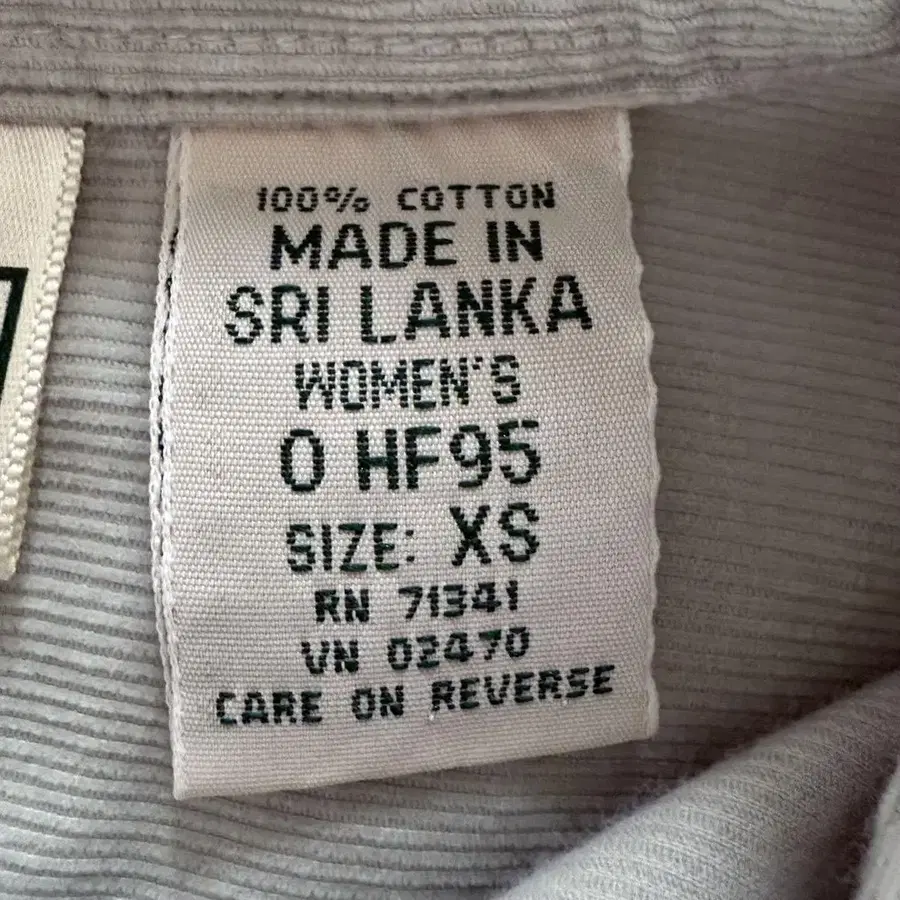 100% COTTON
MADE IN
SRI LANKA
WOMEN'S
0 HF95
SIZE: XS
RN 71341
VN 02470
CARE ON REVERSE